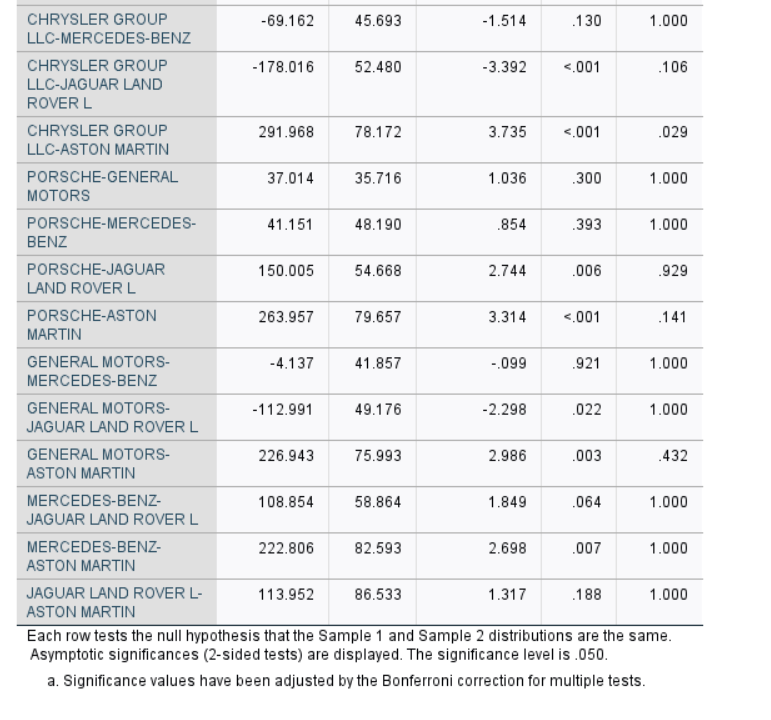 CHRYSLER GROUP LLC-MERCEDES-BENZ -69.162 45.693 -1.514 .130 1.000
CHRYSLER GROUP LLC-JAGUAR LAND ROVER L -178.016 52.480 -3.392 <.001 .106
CHRYSLER GROUP LLC-ASTON MARTIN 291.968 78.172 3.735 <.001 .029
PORSCHE-GENERAL MOTORS 37.014 35.716 1.036 .300 1.000
PORSCHE-MERCEDES-BENZ 41.151 48.190 .854 .393 1.000
PORSCHE-JAGUAR LAND ROVER L 150.005 54.668 2.744 .006 .929
PORSCHE-ASTON MARTIN 263.957 79.657 3.314 <.001 .141
GENERAL MOTORS-MERCEDES-BENZ -4.137 41.857 -.099 .921 1.000
GENERAL MOTORS-JAGUAR LAND ROVER L -112.991 49.176 -2.298 .022 1.000
GENERAL MOTORS-ASTON MARTIN 226.943 75.993 2.986 .003 .432
MERCEDES-BENZ-JAGUAR LAND ROVER L 108.854 58.864 1.849 .064 1.000
MERCEDES-BENZ-ASTON MARTIN 222.806 82.593 2.698 .007 1.000
JAGUAR LAND ROVER L-ASTON MARTIN 113.952 86.533 1.317 .188 1.000
Each row tests the null hypothesis that the Sample 1 and Sample 2 distributions are the same.
Asymptotic significances (2-sided tests) are displayed. The significance level is .050.
a. Significance values have been adjusted by the Bonferroni correction for multiple tests.